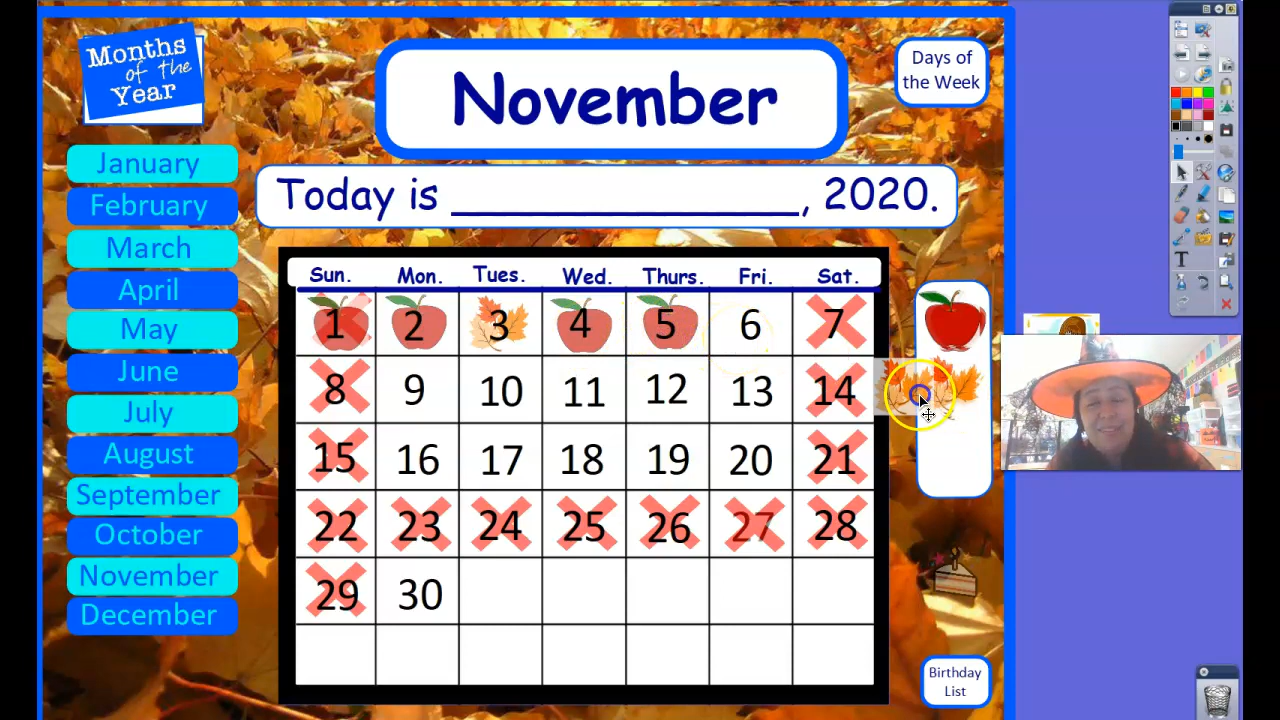 Months
of the
Year
November
Days of
the Week
January
February
March
April
May
June
July
August
September
October
November
December
Today is _______________, 2020.
Sun. Mon. Tues. Wed. Thurs. Fri. Sat.
1 2 3 4 5 6 7
8 9 10 11 12 13 14
15 16 17 18 19 20 21
22 23 24 25 26 27 28
29 30
T
Birthday
List